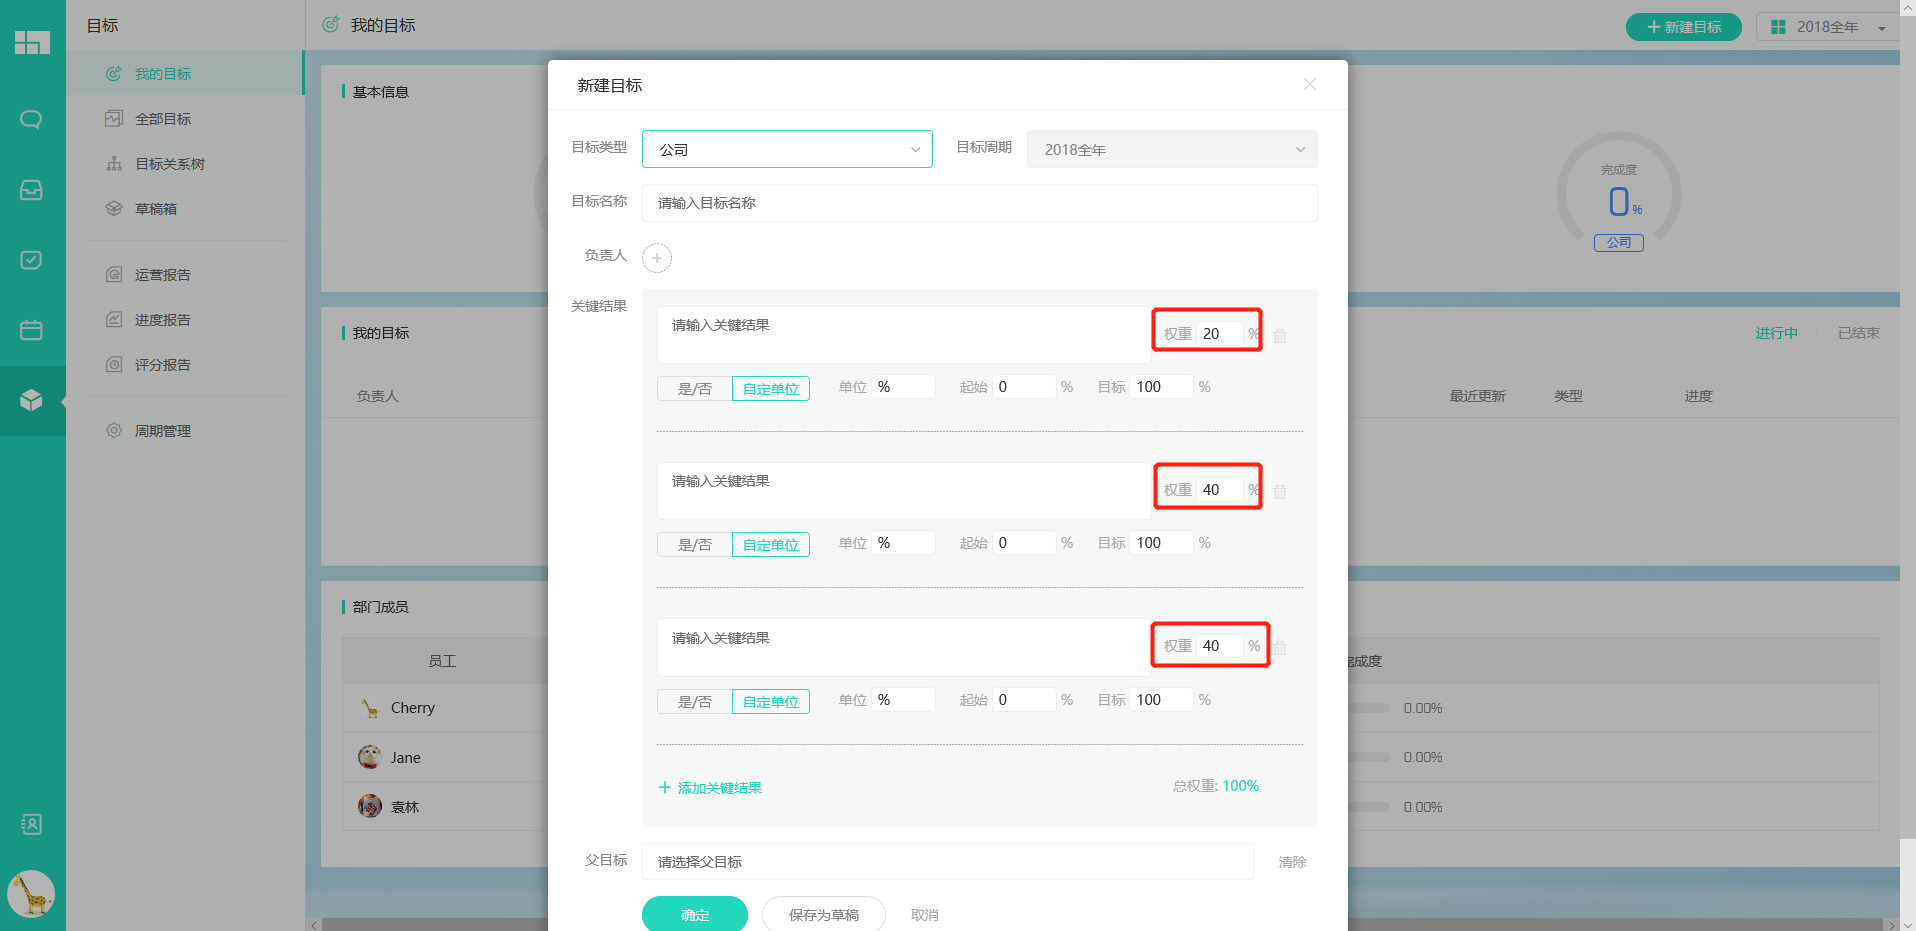 目标
我的目标
新建目标
2018全年
我的目标
全部目标
目标关系树
草稿箱
运营报告
进度报告
评分报告
周期管理
基本信息
完成度
0%
公司
我的目标
进行中
已结束
负责人
最近更新
类型
进度
部门成员
员工
完成度
Cherry
0.00%
Jane
0.00%
袁林
0.00%
新建目标
目标类型
公司
目标周期
2018全年
目标名称
请输入目标名称
负责人
关键结果
请输入关键结果
权重 20 %
是/否 自定单位 单位 % 起始 0 % 目标 100 %
请输入关键结果
权重 40 %
是/否 自定单位 单位 % 起始 0 % 目标 100 %
请输入关键结果
权重 40 %
是/否 自定单位 单位 % 起始 0 % 目标 100 %
添加关键结果
总权重: 100%
父目标
请选择父目标
清除
确定
保存为草稿
取消